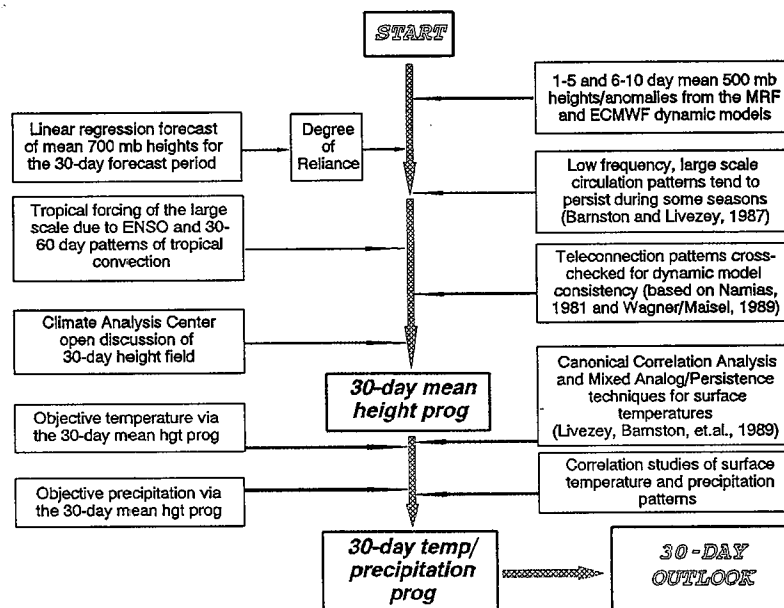 START
1-5 and 6-10 day mean 500 mb
heights/anomalies from the MRF
and ECMWF dynamic models
Linear regression forecast
of mean 700 mb heights for
the 30-day forecast period
Degree
of
Reliance
Low frequency, large scale
circulation patterns tend to
persist during some seasons
(Barnston and Livezey, 1987)
Tropical forcing of the large
scale due to ENSO and 30-
60 day patterns of tropical
convection
Teleconnection patterns cross-
checked for dynamic model
consistency (based on Namias,
1981 and Wagner/Maisel, 1989)
Climate Analysis Center
open discussion of
30-day height field
30-day mean
height prog
Canonical Correlation Analysis
and Mixed Analog/Persistence
techniques for surface
temperatures
(Livezey, Barnston, et.al., 1989)
Objective temperature via
the 30-day mean hgt prog
Correlation studies of surface
temperature and precipitation
patterns
Objective precipitation via
the 30-day mean hgt prog
30-day temp/
precipitation
prog
30-DAY
OUTLOOK